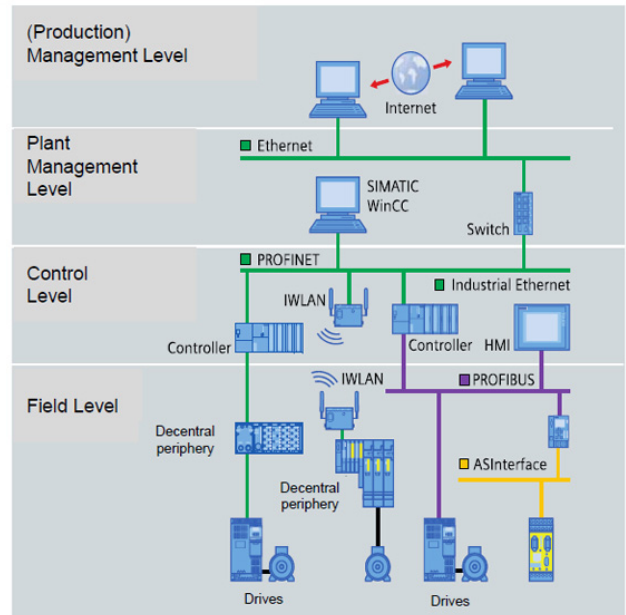 (Production)
Management Level
Internet
Plant
Management
Level
Ethernet
SIMATIC
WinCC
Switch
Control
Level
PROFINET
Industrial Ethernet
IWLAN
Controller
Controller
HMI
Field Level
IWLAN
PROFIBUS
Decentral
periphery
ASInterface
Decentral
periphery
Drives
Drives